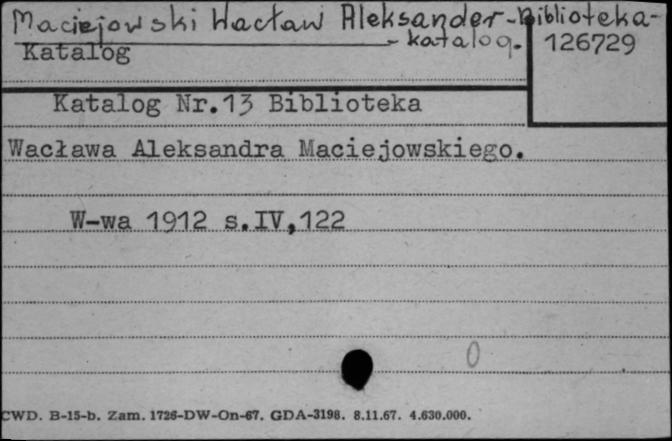 Maciejowski Wacław Aleksander-Biblioteka-
- katalog.
Katalog
126729
Katalog Nr.13 Biblioteka
Wacława Aleksandra Maciejowskiego.
W-wa 1912 s.IV,122
0
CWD. B-15-b. Zam. 1726-DW-On-67. GDA-3198. 8.11.67. 4.630.000.